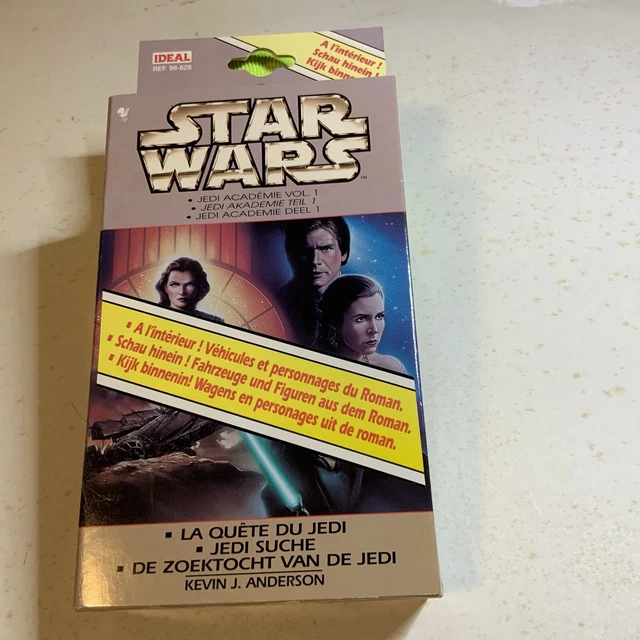 A l'intérieur !
Schau hinein !
Kijk binnen
IDEAL
REF. 96-628
STAR
WARS™
• JEDI ACADÈMIE VOL. 1
• JEDI AKADEMIE TEIL 1
• JEDI ACADEMIE DEEL 1
▪ A l'intérieur ! Véhicules et personnages du Roman.
▪ Schau hinein ! Fahrzeuge und Figuren aus dem Roman.
▪ Kijk binnenin! Wagens en personages uit de roman.
▪ LA QUÊTE DU JEDI
▪ JEDI SUCHE
▪ DE ZOEKTOCHT VAN DE JEDI
KEVIN J. ANDERSON